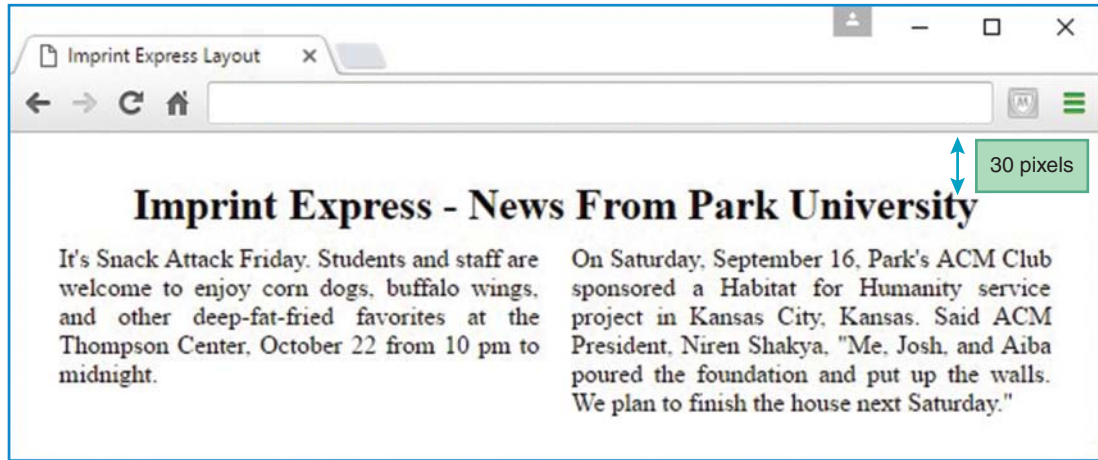 Imprint Express Layout
30 pixels
Imprint Express - News From Park University
It's Snack Attack Friday. Students and staff are
welcome to enjoy corn dogs, buffalo wings,
and other deep-fat-fried favorites at the
Thompson Center, October 22 from 10 pm to
midnight.
On Saturday, September 16, Park's ACM Club
sponsored a Habitat for Humanity service
project in Kansas City, Kansas. Said ACM
President, Niren Shakya, "Me, Josh, and Aiba
poured the foundation and put up the walls.
We plan to finish the house next Saturday."